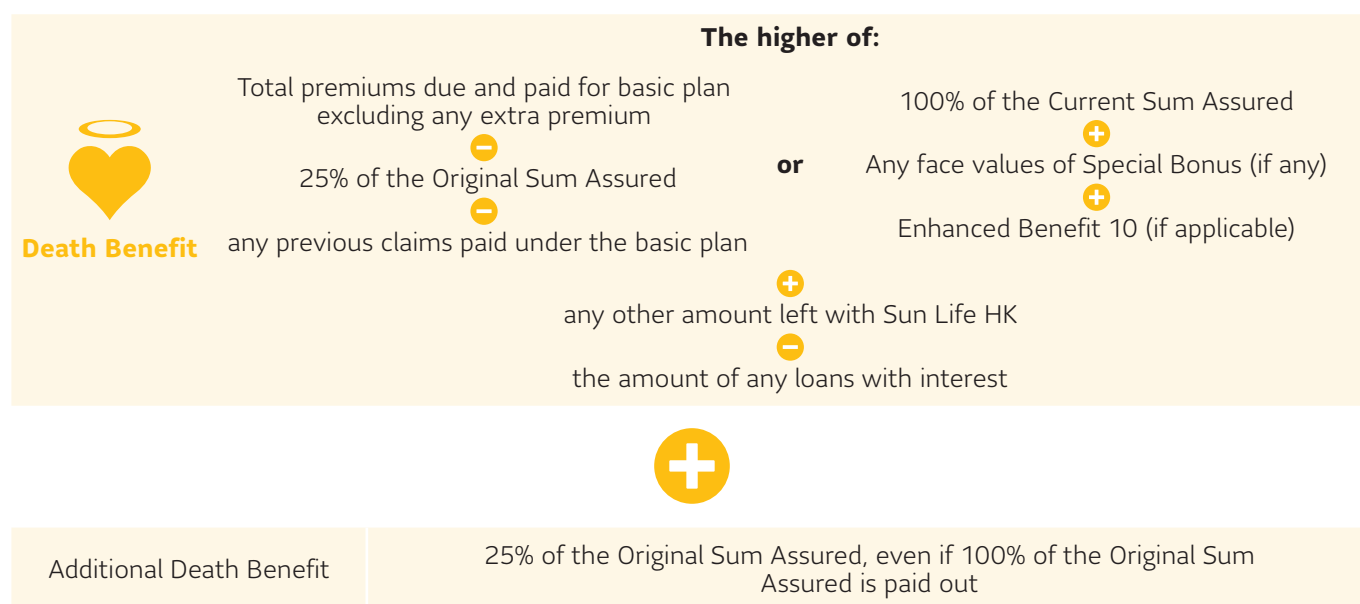 The higher of:
Total premiums due and paid for basic plan
excluding any extra premium
25% of the Original Sum Assured
any previous claims paid under the basic plan
or
100% of the Current Sum Assured
Any face values of Special Bonus (if any)
Enhanced Benefit 10 (if applicable)
Death Benefit
any other amount left with Sun Life HK
the amount of any loans with interest
Additional Death Benefit
25% of the Original Sum Assured, even if 100% of the Original Sum
Assured is paid out